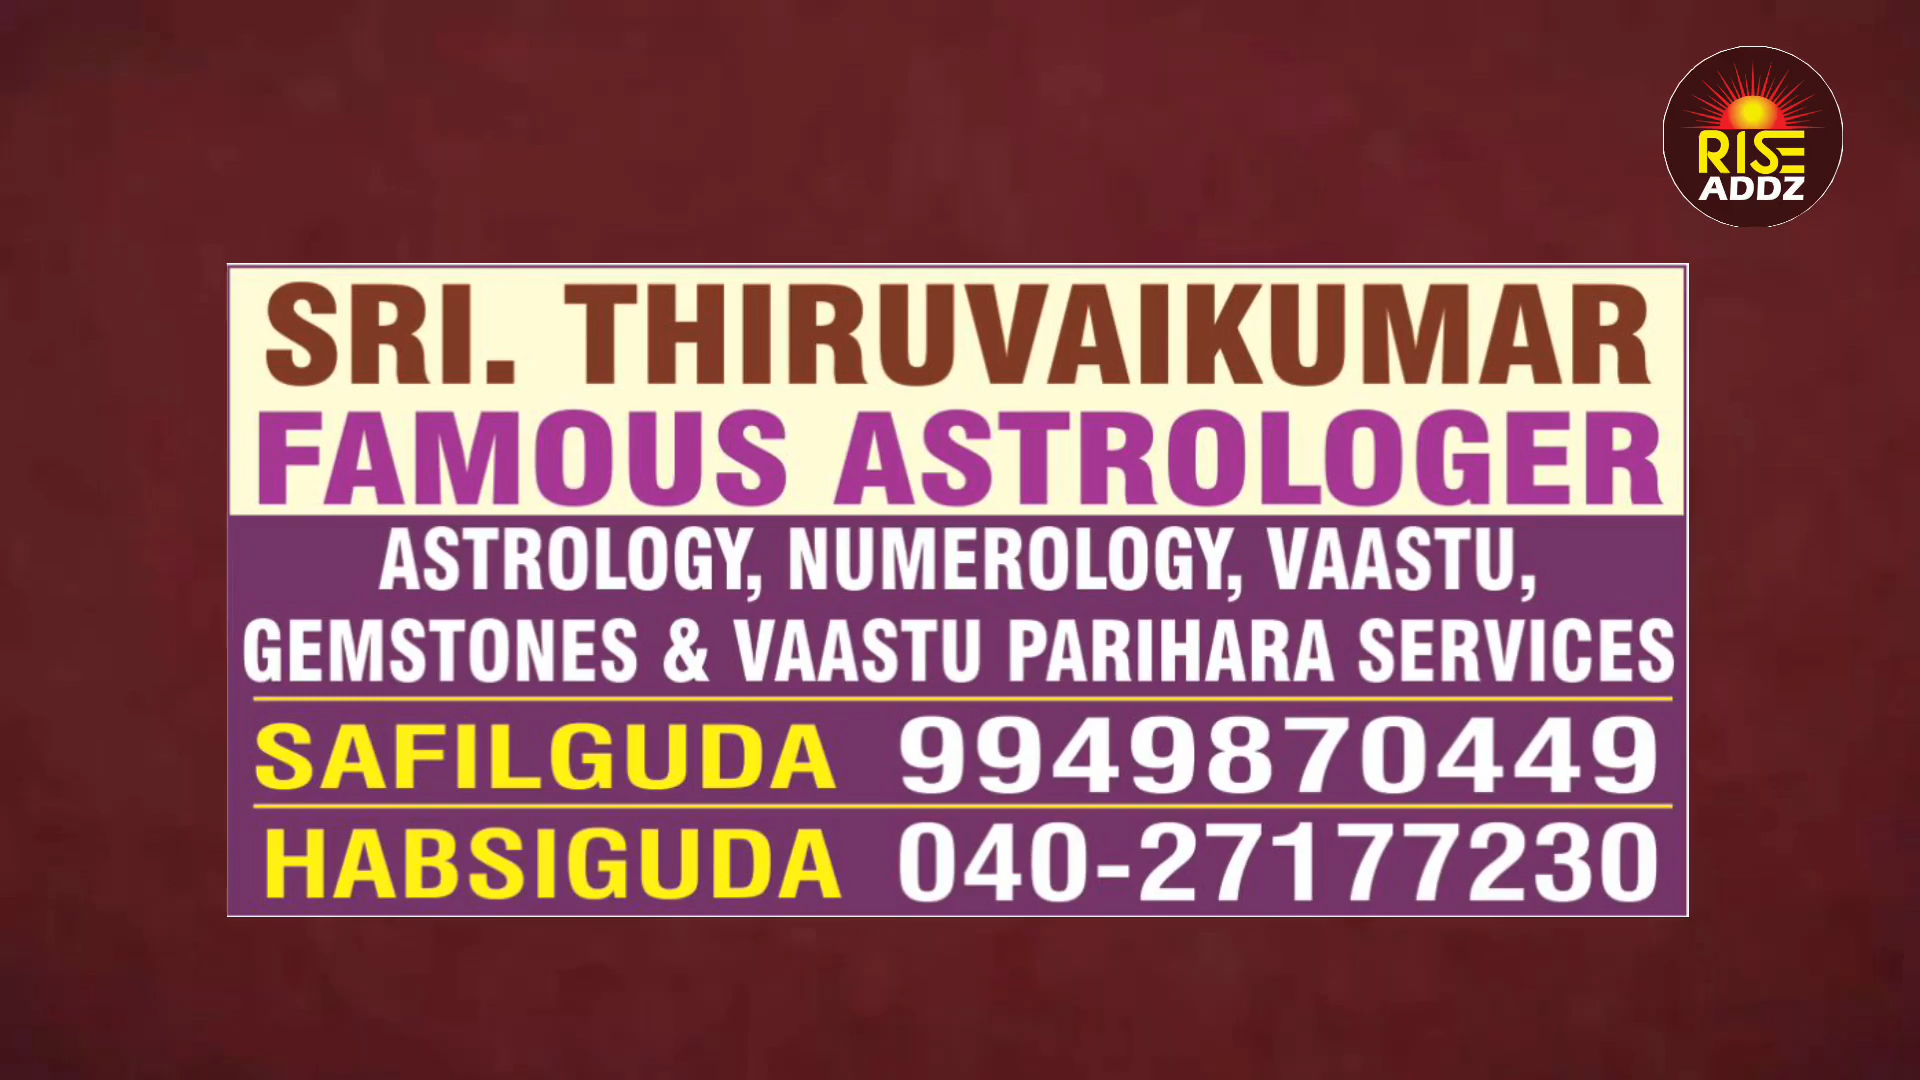 RISE
ADDZ
SRI. THIRUVAIKUMAR
FAMOUS ASTROLOGER
ASTROLOGY, NUMEROLOGY, VAASTU,
GEMSTONES & VAASTU PARIHARA SERVICES
SAFILGUDA 9949870449
HABSIGUDA 040-27177230